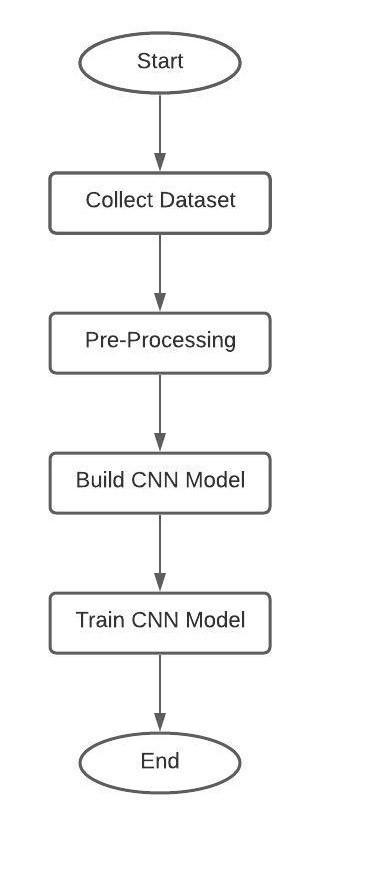 Start
Collect Dataset
Pre-Processing
Build CNN Model
Train CNN Model
End